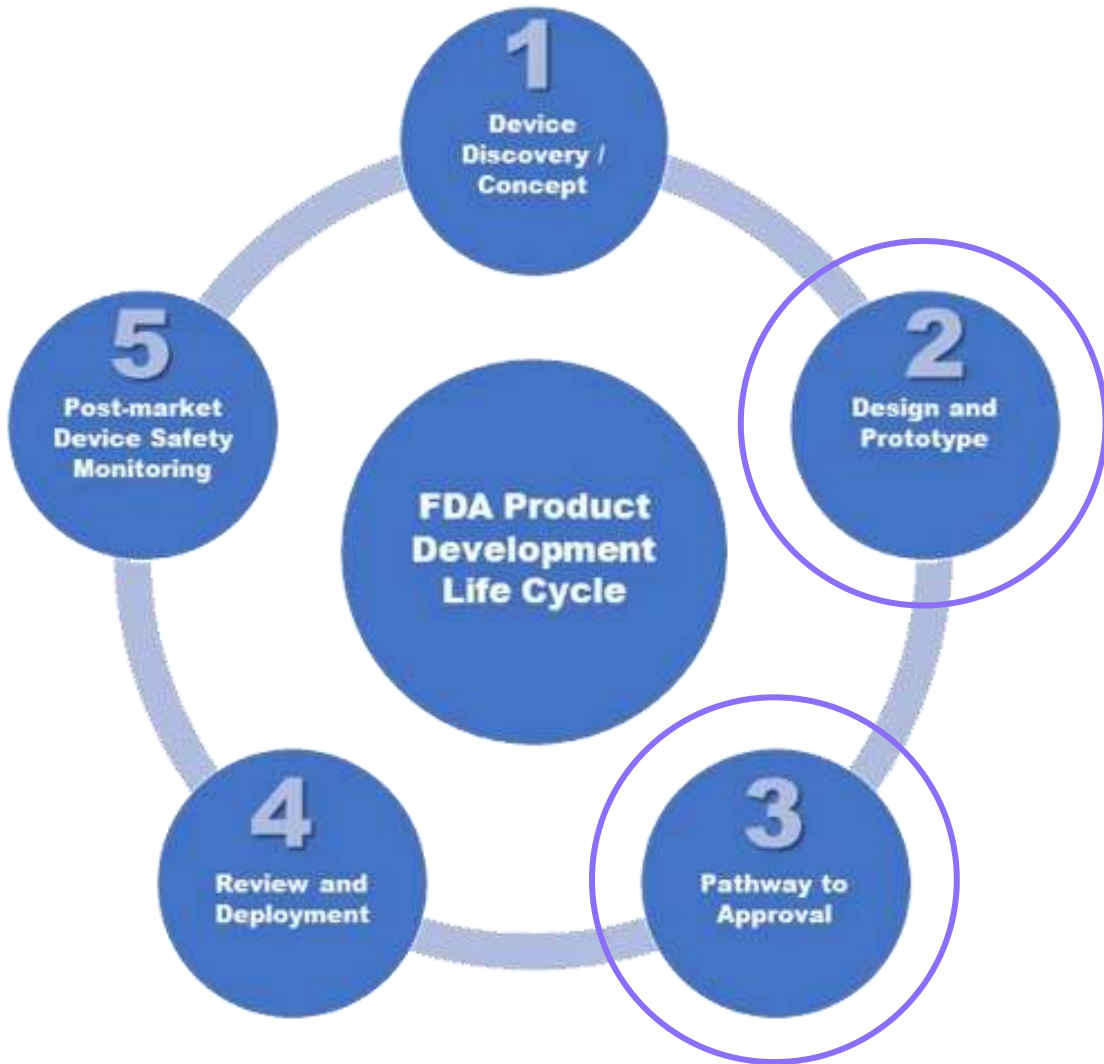 1
Device
Discovery /
Concept
2
Design and
Prototype
3
Pathway to
Approval
4
Review and
Deployment
5
Post-market
Device Safety
Monitoring
FDA Product
Development
Life Cycle